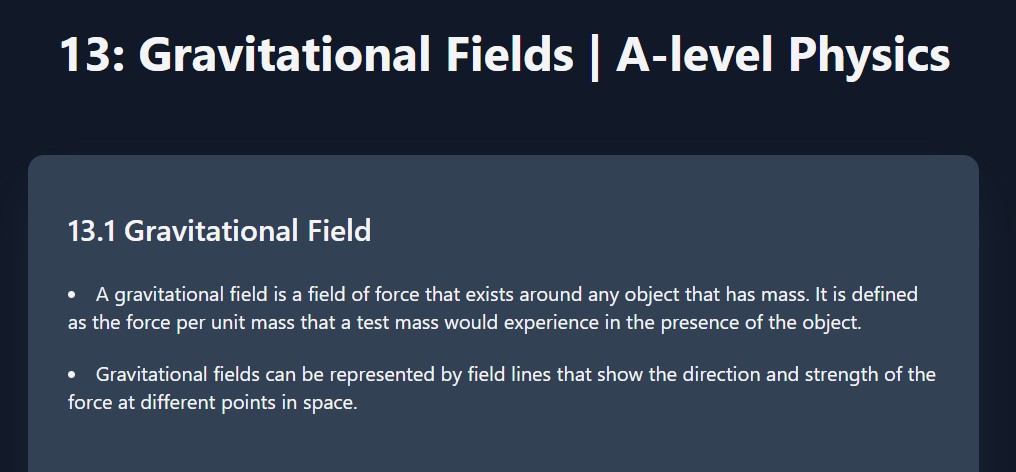 13: Gravitational Fields | A-level Physics
13.1 Gravitational Field
• A gravitational field is a field of force that exists around any object that has mass. It is defined
as the force per unit mass that a test mass would experience in the presence of the object.
• Gravitational fields can be represented by field lines that show the direction and strength of the
force at different points in space.